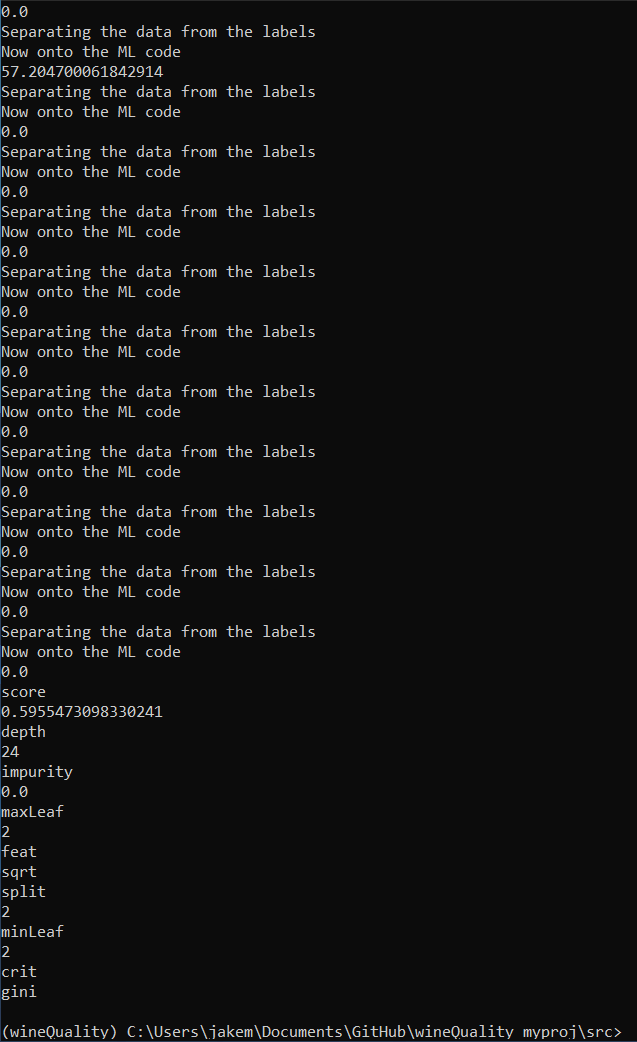 0.0
Separating the data from the labels
Now onto the ML code
57.204700061842914
Separating the data from the labels
Now onto the ML code
0.0
Separating the data from the labels
Now onto the ML code
0.0
Separating the data from the labels
Now onto the ML code
0.0
Separating the data from the labels
Now onto the ML code
0.0
Separating the data from the labels
Now onto the ML code
0.0
Separating the data from the labels
Now onto the ML code
0.0
Separating the data from the labels
Now onto the ML code
0.0
Separating the data from the labels
Now onto the ML code
0.0
Separating the data from the labels
Now onto the ML code
0.0
Separating the data from the labels
Now onto the ML code
0.0
score
0.5955473098330241
depth
24
impurity
0.0
maxLeaf
2
feat
sqrt
split
2
minLeaf
2
crit
gini
(wineQuality) C:\Users\jakem\Documents\GitHub\wineQuality myproj\src>